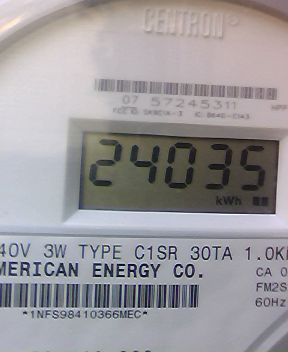 CENTRON®
07 57245311
24035
kWh
40V 3W TYPE C1SR 30TA 1.0K
MERICAN ENERGY CO.
CA 0
FM2S
60Hz
*1NFS98410366MEC*